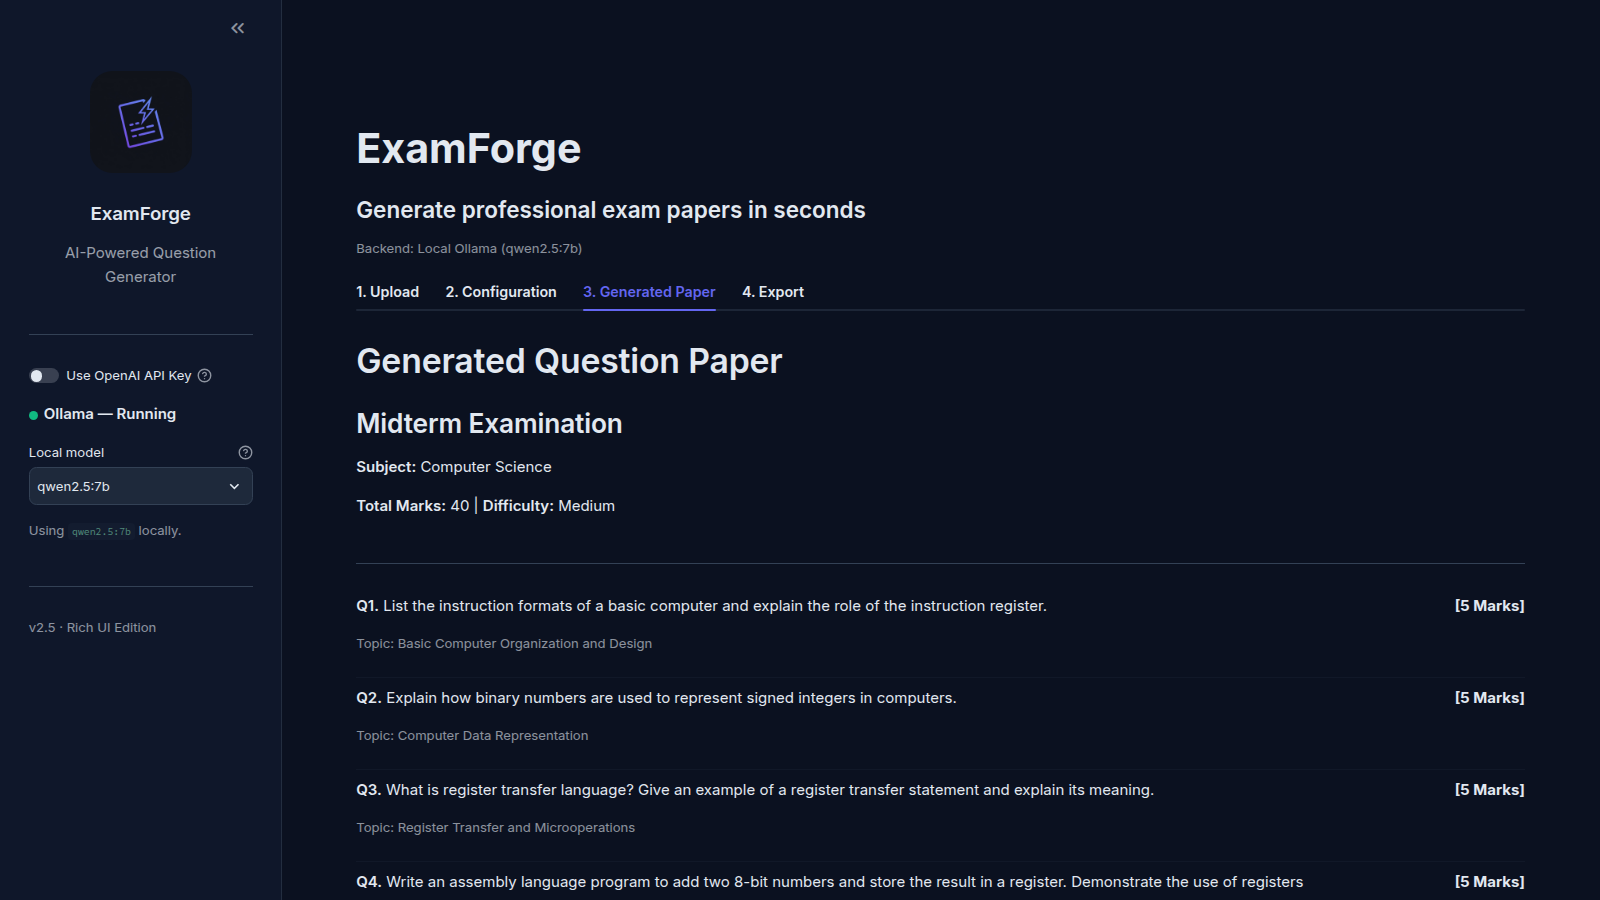 ExamForge
AI-Powered Question
Generator
Use OpenAI API Key
Ollama — Running
Local model
qwen2.5:7b
Using qwen2.5:7b locally.
v2.5 · Rich UI Edition
ExamForge
Generate professional exam papers in seconds
Backend: Local Ollama (qwen2.5:7b)
1. Upload 2. Configuration 3. Generated Paper 4. Export
Generated Question Paper
Midterm Examination
Subject: Computer Science
Total Marks: 40 | Difficulty: Medium
Q1. List the instruction formats of a basic computer and explain the role of the instruction register. [5 Marks]
Topic: Basic Computer Organization and Design
Q2. Explain how binary numbers are used to represent signed integers in computers. [5 Marks]
Topic: Computer Data Representation
Q3. What is register transfer language? Give an example of a register transfer statement and explain its meaning. [5 Marks]
Topic: Register Transfer and Microoperations
Q4. Write an assembly language program to add two 8-bit numbers and store the result in a register. Demonstrate the use of registers [5 Marks]